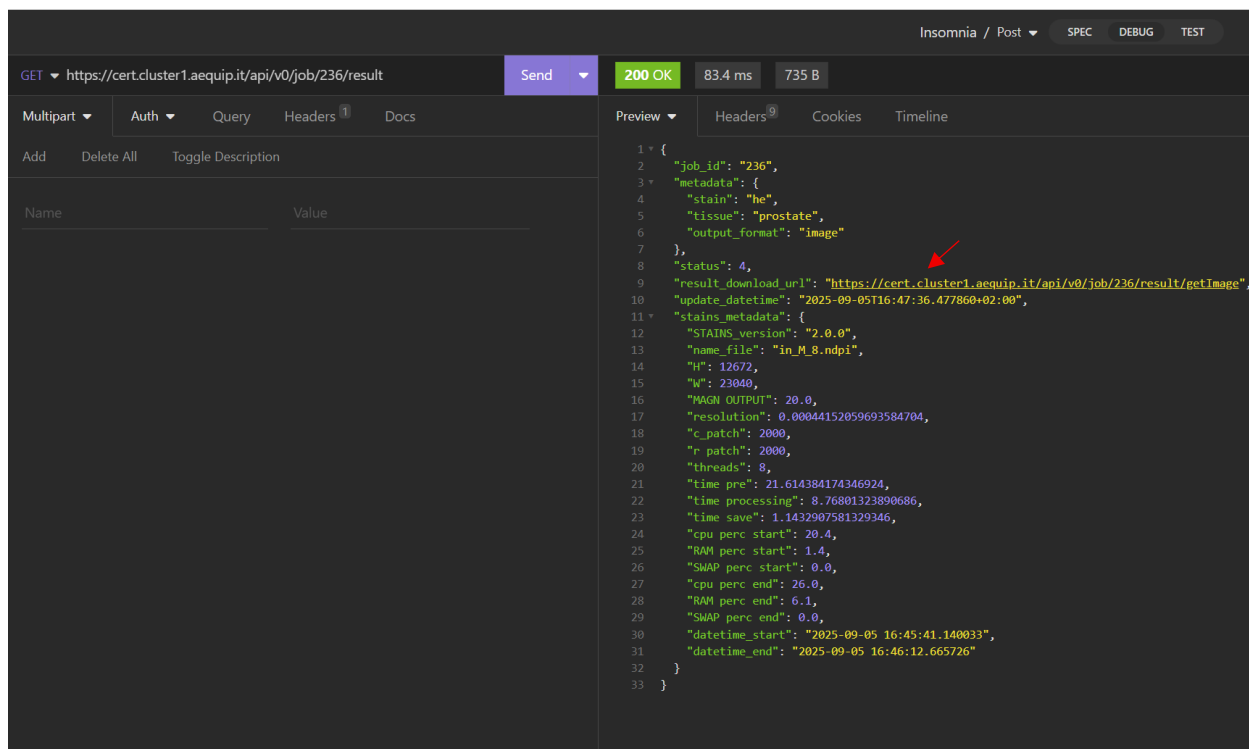 Insomnia / Post SPEC DEBUG TEST
GET https://cert.cluster1.aequip.it/api/v0/job/236/result Send 200 OK 83.4 ms 735 B
Multipart Auth Query Headers 1 Docs
Preview Headers 9 Cookies Timeline
Add Delete All Toggle Description
Name Value
1 {
2 "job_id": "236",
3 "metadata": {
4 "stain": "he",
5 "tissue": "prostate",
6 "output_format": "image"
7 },
8 "status": 4,
9 "result_download_url": "https://cert.cluster1.aequip.it/api/v0/job/236/result/getImage",
10 "update_datetime": "2025-09-05T16:47:36.477860+02:00",
11 "stains_metadata": {
12 "STAINS_version": "2.0.0",
13 "name_file": "in_M_8.ndpi",
14 "H": 12672,
15 "W": 23040,
16 "MAGN OUTPUT": 20.0,
17 "resolution": 0.00044152059693584704,
18 "c_patch": 2000,
19 "r patch": 2000,
20 "threads": 8,
21 "time pre": 21.614384174346924,
22 "time processing": 8.76801323890686,
23 "time save": 1.1432907581329346,
24 "cpu perc start": 20.4,
25 "RAM perc start": 1.4,
26 "SWAP perc start": 0.0,
27 "cpu perc end": 26.0,
28 "RAM perc end": 6.1,
29 "SWAP perc end": 0.0,
30 "datetime_start": "2025-09-05 16:45:41.140033",
31 "datetime_end": "2025-09-05 16:46:12.665726"
32 }
33 }